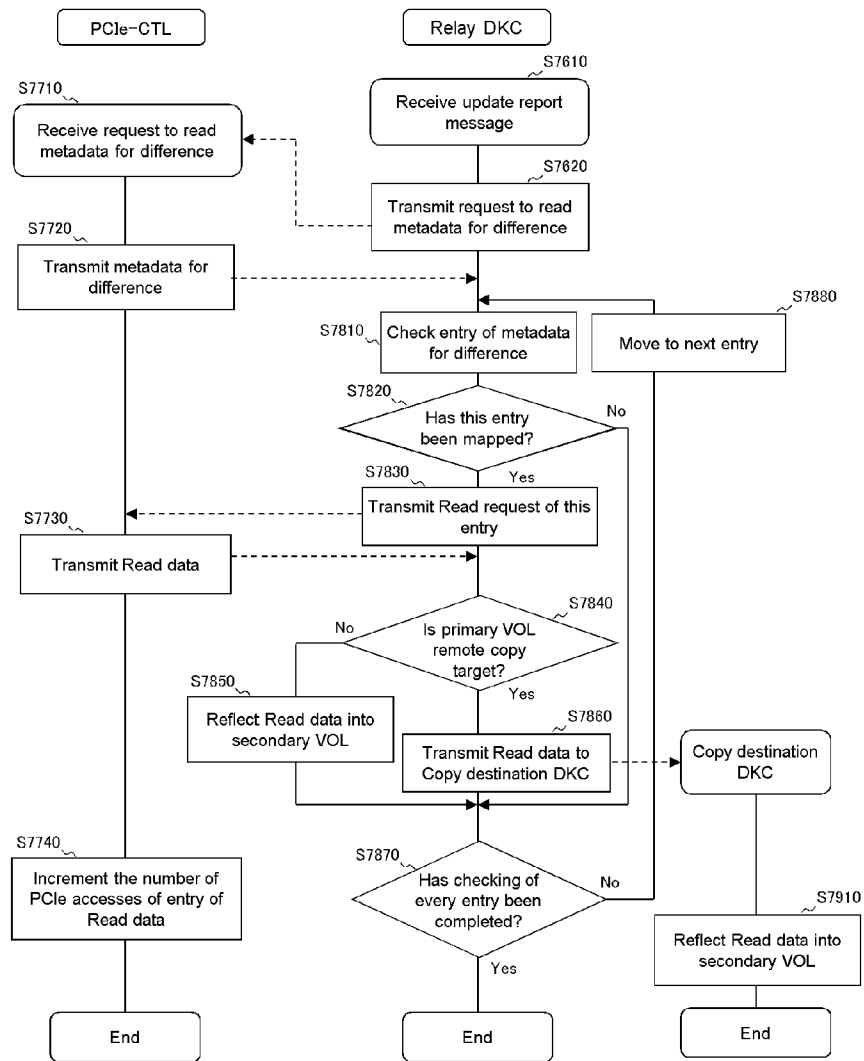 PCIe-CTL
Relay DKC
S7610
Receive update report
message
S7710
Receive request to read
metadata for difference
S7620
Transmit request to read
metadata for difference
S7720
Transmit metadata for
difference
S7880
Move to next entry
S7810
Check entry of metadata
for difference
S7820
Has this entry
been mapped?
No
Yes
S7830
Transmit Read request of this
entry
S7730
Transmit Read data
S7840
Is primary VOL
remote copy
target?
No
Yes
S7850
Reflect Read data into
secondary VOL
S7860
Transmit Read data to
Copy destination DKC
Copy destination
DKC
S7740
Increment the number of
PCIe accesses of entry of
Read data
S7870
Has checking of
every entry been
completed?
No
Yes
S7910
Reflect Read data into
secondary VOL
End
End
End